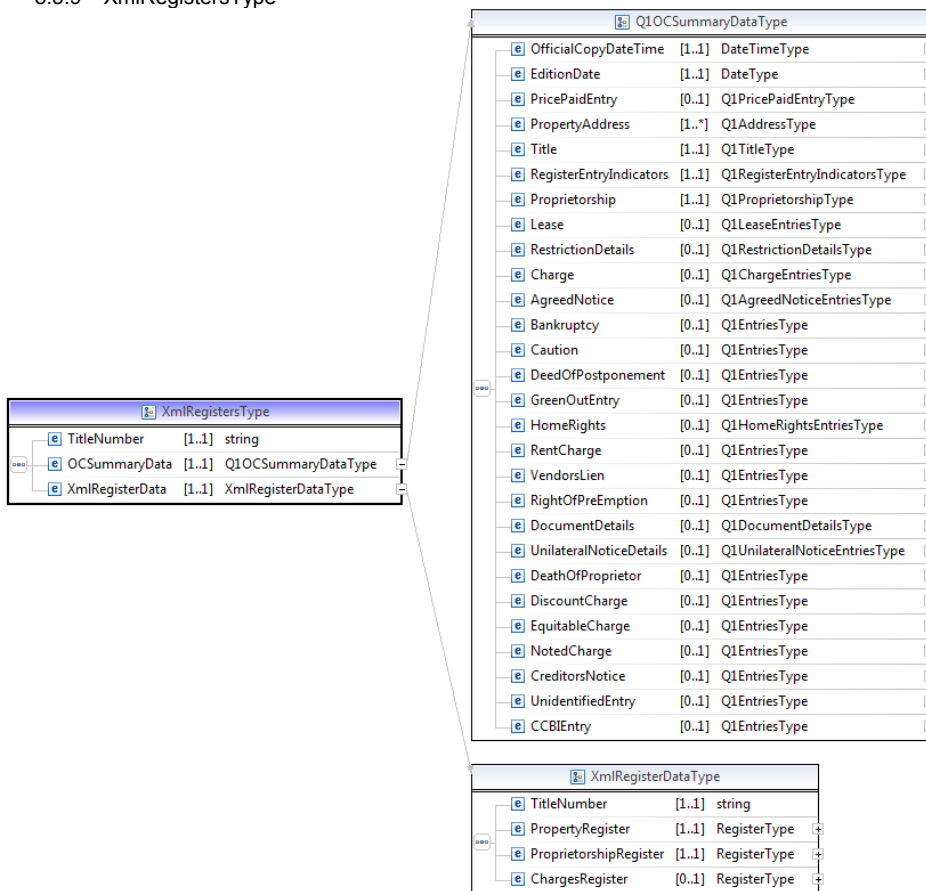 XmlRegistersType
Q1OCSummaryDataType
OfficialCopyDateTime [1..1] DateTimeType
EditionDate [1..1] DateType
PricePaidEntry [0..1] Q1PricePaidEntryType
PropertyAddress [1..*] Q1AddressType
Title [1..1] Q1TitleType
RegisterEntryIndicators [1..1] Q1RegisterEntryIndicatorsType
Proprietorship [1..1] Q1ProprietorshipType
Lease [0..1] Q1LeaseEntriesType
RestrictionDetails [0..1] Q1RestrictionDetailsType
Charge [0..1] Q1ChargeEntriesType
AgreedNotice [0..1] Q1AgreedNoticeEntriesType
Bankruptcy [0..1] Q1EntriesType
Caution [0..1] Q1EntriesType
DeedOfPostponement [0..1] Q1EntriesType
GreenOutEntry [0..1] Q1EntriesType
HomeRights [0..1] Q1HomeRightsEntriesType
RentCharge [0..1] Q1EntriesType
VendorsLien [0..1] Q1EntriesType
RightOfPreEmption [0..1] Q1EntriesType
DocumentDetails [0..1] Q1DocumentDetailsType
UnilateralNoticeDetails [0..1] Q1UnilateralNoticeEntriesType
DeathOfProprietor [0..1] Q1EntriesType
DiscountCharge [0..1] Q1EntriesType
EquitableCharge [0..1] Q1EntriesType
NotedCharge [0..1] Q1EntriesType
CreditorsNotice [0..1] Q1EntriesType
UnidentifiedEntry [0..1] Q1EntriesType
CCBIEntry [0..1] Q1EntriesType
XmlRegistersType
TitleNumber [1..1] string
OCSummaryData [1..1] Q1OCSummaryDataType
XmlRegisterData [1..1] XmlRegisterDataType
XmlRegisterDataType
TitleNumber [1..1] string
PropertyRegister [1..1] RegisterType
ProprietorshipRegister [1..1] RegisterType
ChargesRegister [0..1] RegisterType